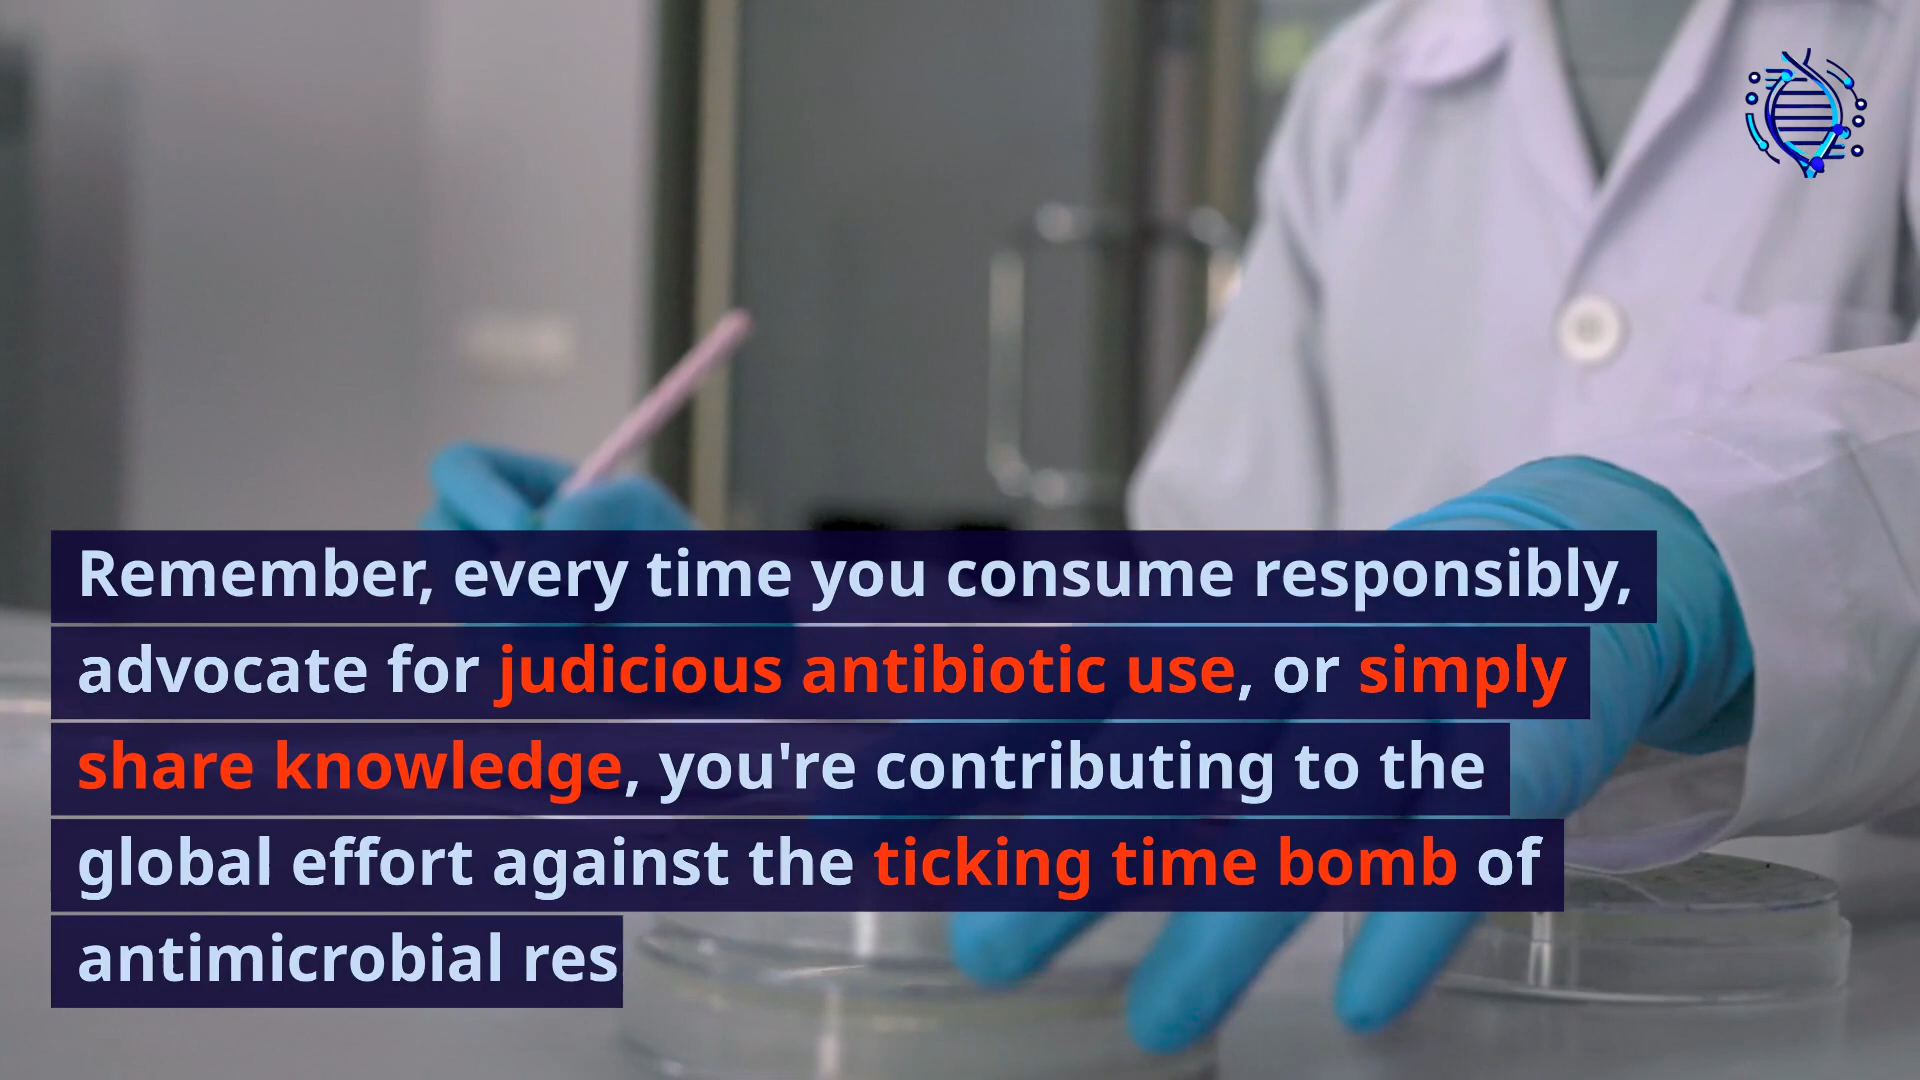 Remember, every time you consume responsibly,
advocate for judicious antibiotic use, or simply
share knowledge, you're contributing to the
global effort against the ticking time bomb of
antimicrobial res